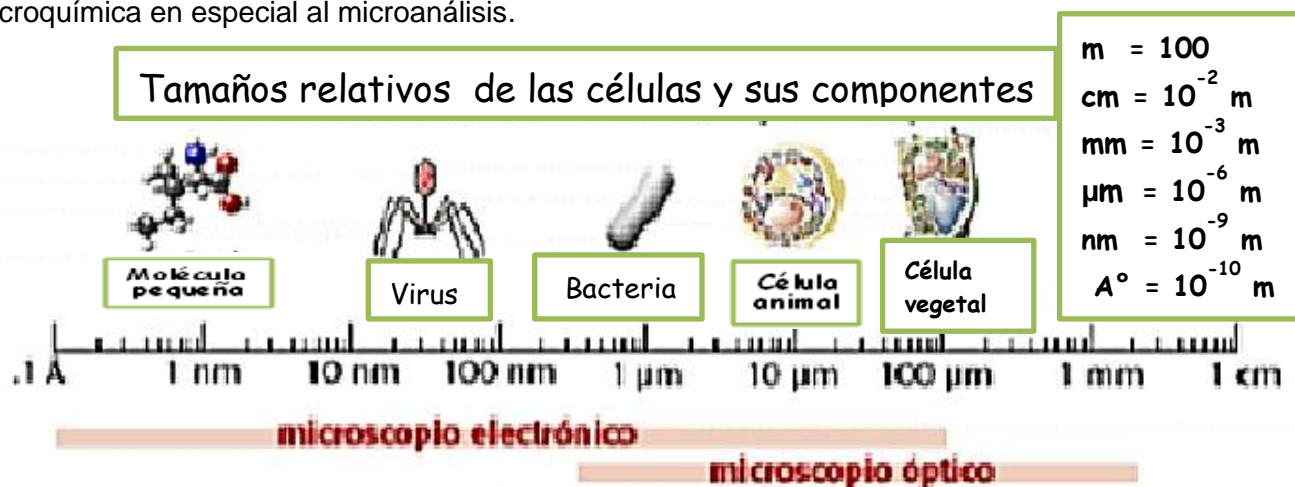 croquímica en especial al microanálisis.
Tamaños relativos de las células y sus componentes
m = 100
cm = 10⁻² m
mm = 10⁻³ m
µm = 10⁻⁶ m
nm = 10⁻⁹ m
A° = 10⁻¹⁰ m
Molécula
pequeña
Virus
Bacteria
Célula
animal
Célula
vegetal
.1 Å 1 nm 10 nm 100 nm 1 µm 10 µm 100 µm 1 mm 1 cm
microscopio electrónico
microscopio óptico